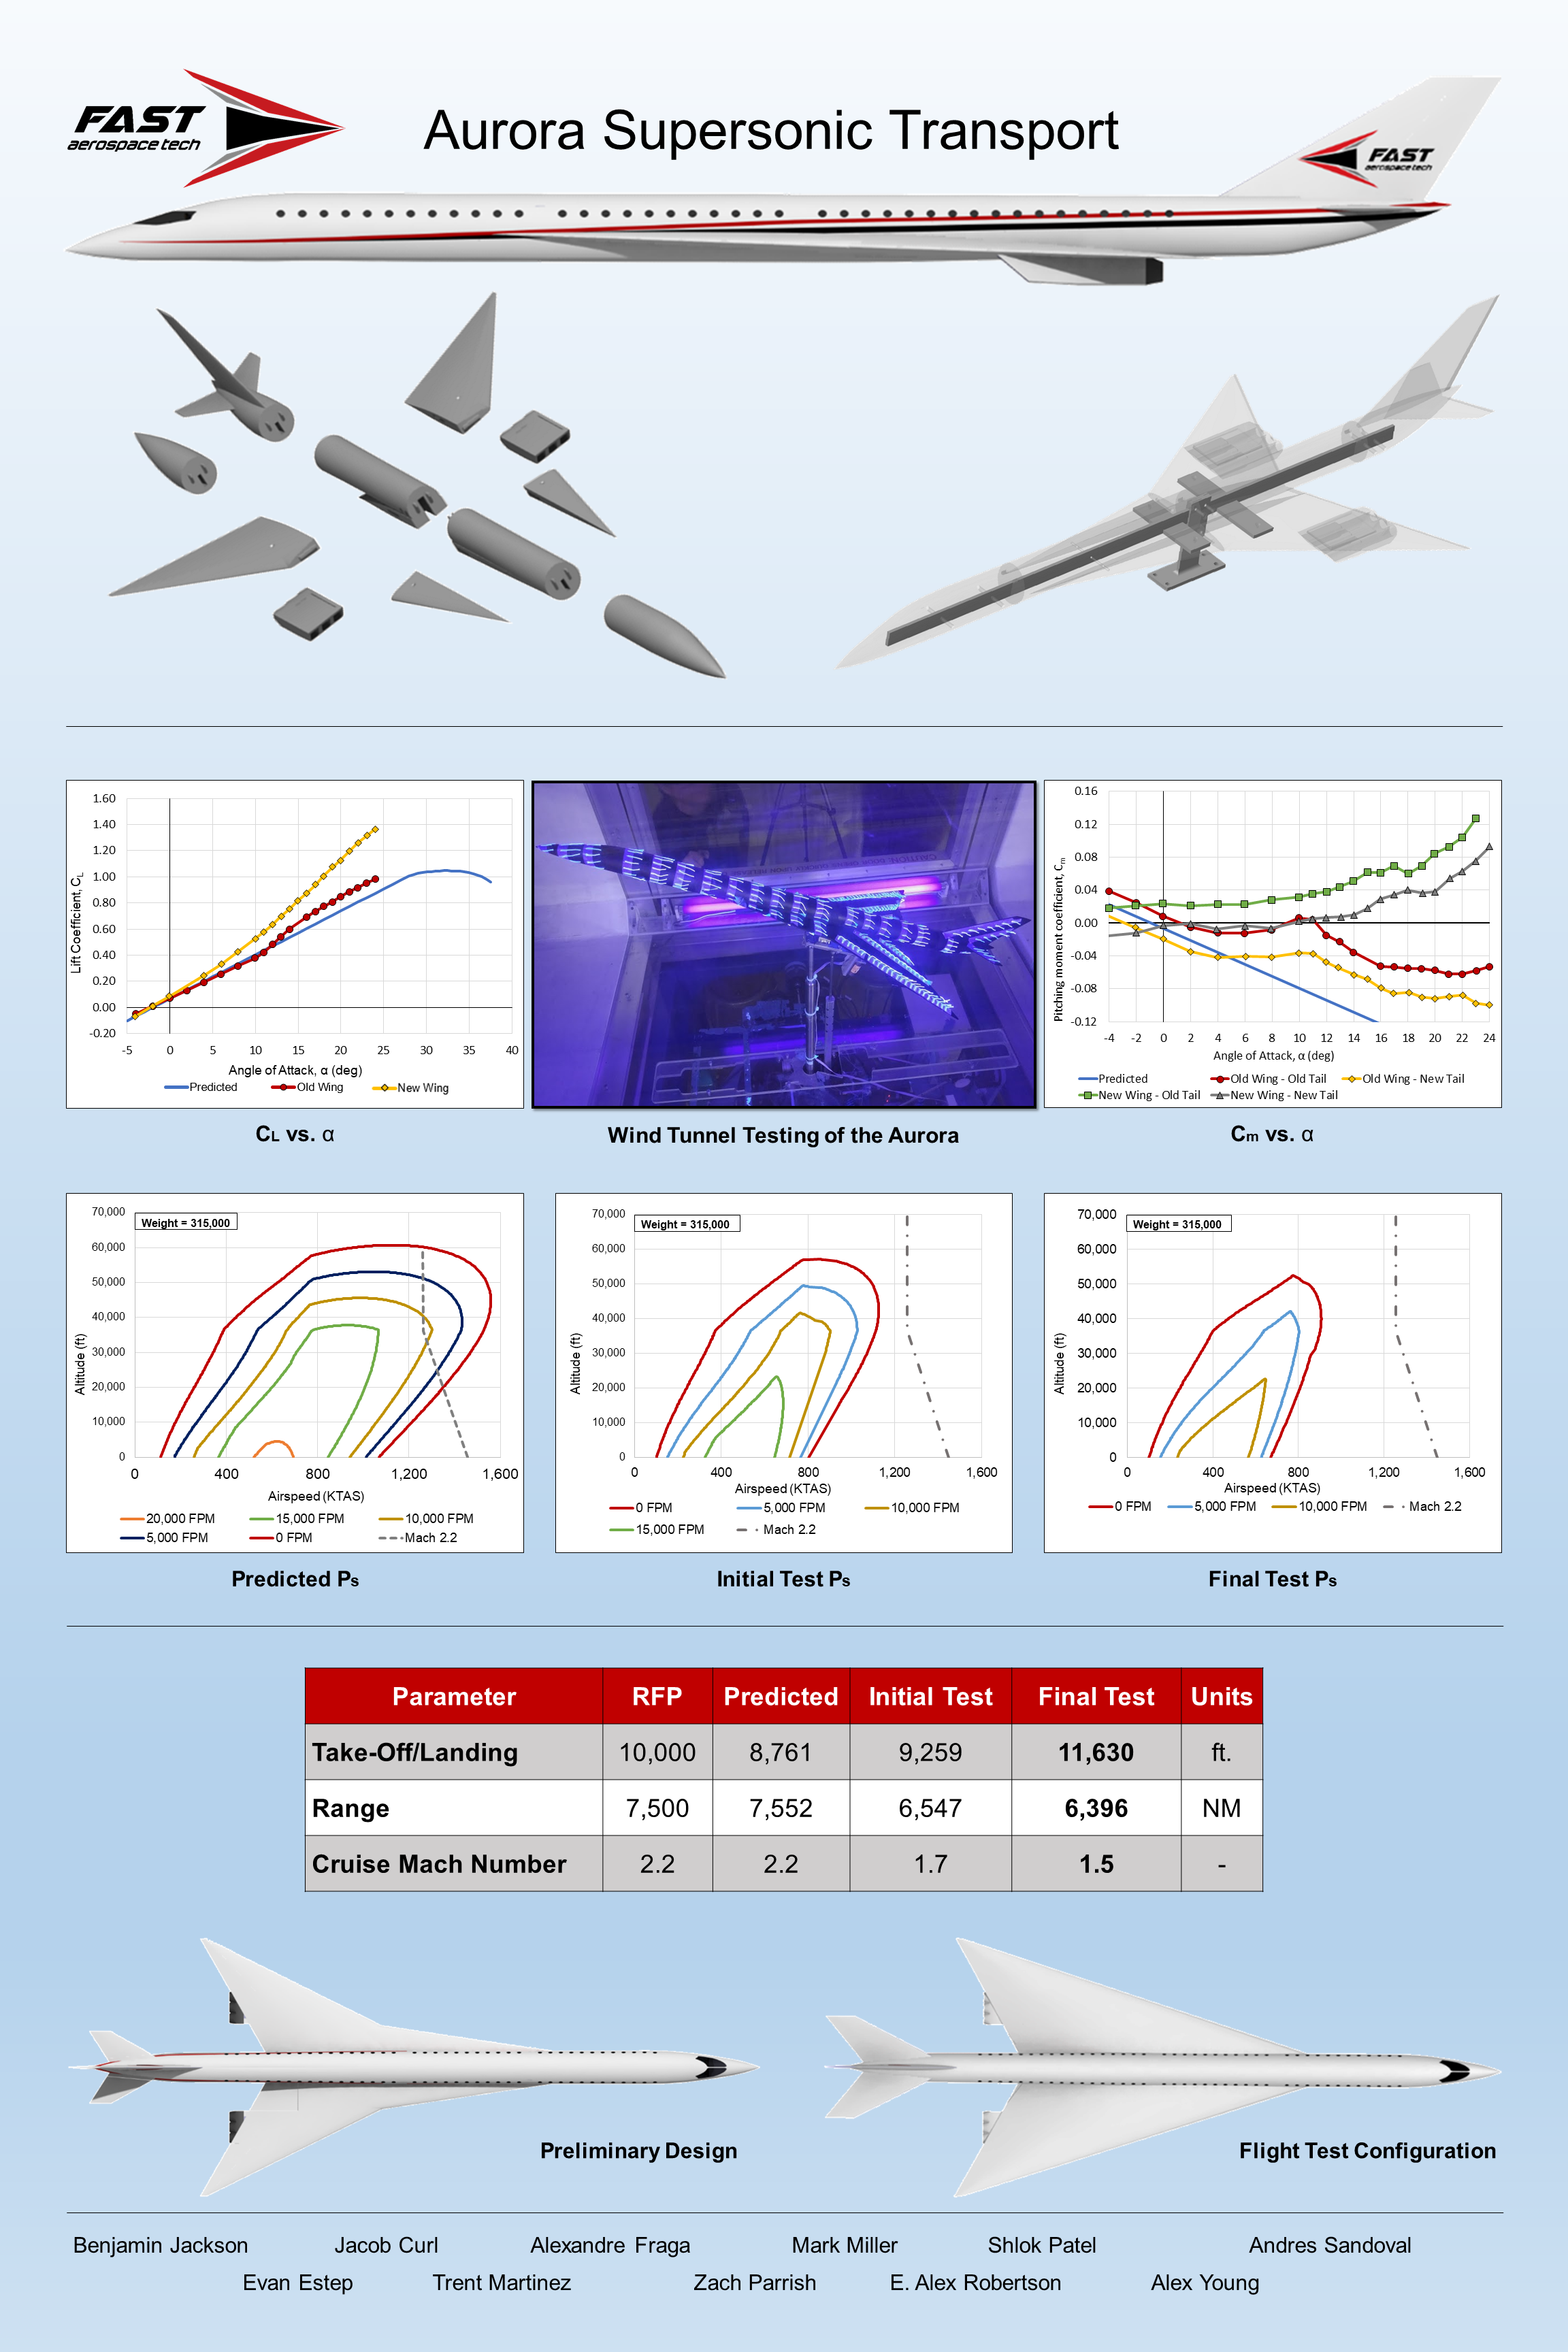 FAST
aerospace tech
Aurora Supersonic Transport
FAST
aerospace tech
1.60
1.40
1.20
1.00
0.80
0.60
0.40
0.20
0.00
-0.20
Lift Coefficient, CL
-5 0 5 10 15 20 25 30 35 40
Angle of Attack, α (deg)
Predicted Old Wing New Wing
CL vs. α
Wind Tunnel Testing of the Aurora
0.16
0.12
0.08
0.04
0.00
-0.04
-0.08
-0.12
Pitching moment coefficient, Cm
-4 -2 0 2 4 6 8 10 12 14 16 18 20 22 24
Angle of Attack, α (deg)
Predicted Old Wing - Old Tail Old Wing - New Tail
New Wing - Old Tail New Wing - New Tail
Cm vs. α
Weight = 315,000
70,000
60,000
50,000
40,000
30,000
20,000
10,000
0
Altitude (ft)
0 400 800 1,200 1,600
Airspeed (KTAS)
20,000 FPM 15,000 FPM 10,000 FPM
5,000 FPM 0 FPM Mach 2.2
Predicted Ps
Weight = 315,000
70,000
60,000
50,000
40,000
30,000
20,000
10,000
0
Altitude (ft)
0 400 800 1,200 1,600
Airspeed (KTAS)
0 FPM 5,000 FPM 10,000 FPM
15,000 FPM Mach 2.2
Initial Test Ps
Weight = 315,000
70,000
60,000
50,000
40,000
30,000
20,000
10,000
0
Altitude (ft)
0 400 800 1,200 1,600
Airspeed (KTAS)
0 FPM 5,000 FPM 10,000 FPM Mach 2.2
Final Test Ps
Parameter RFP Predicted Initial Test Final Test Units
Take-Off/Landing 10,000 8,761 9,259 11,630 ft.
Range 7,500 7,552 6,547 6,396 NM
Cruise Mach Number 2.2 2.2 1.7 1.5 -
Preliminary Design
Flight Test Configuration
Benjamin Jackson Jacob Curl Alexandre Fraga Mark Miller Shlok Patel Andres Sandoval
Evan Estep Trent Martinez Zach Parrish E. Alex Robertson Alex Young